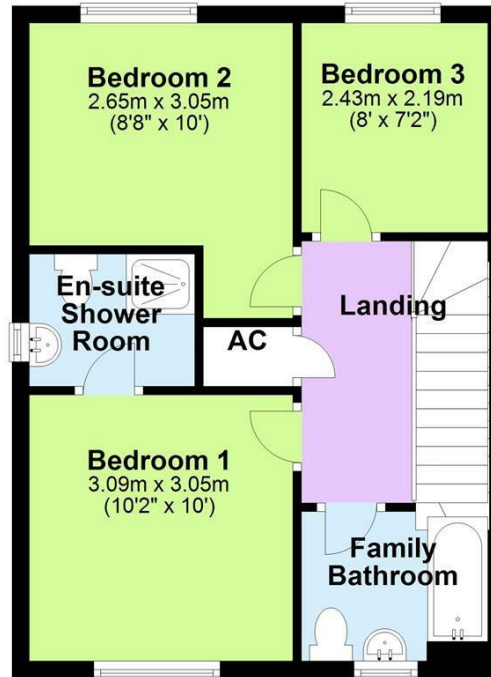 Bedroom 2
2.65m x 3.05m
(8'8" x 10')
Bedroom 3
2.43m x 2.19m
(8' x 7'2")
En-suite
Shower
Room
Landing
AC
Bedroom 1
3.09m x 3.05m
(10'2" x 10')
Family
Bathroom